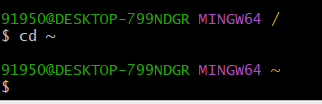 91950@DESKTOP-799NDGR MINGW64 /
$ cd ~
91950@DESKTOP-799NDGR MINGW64 ~
$